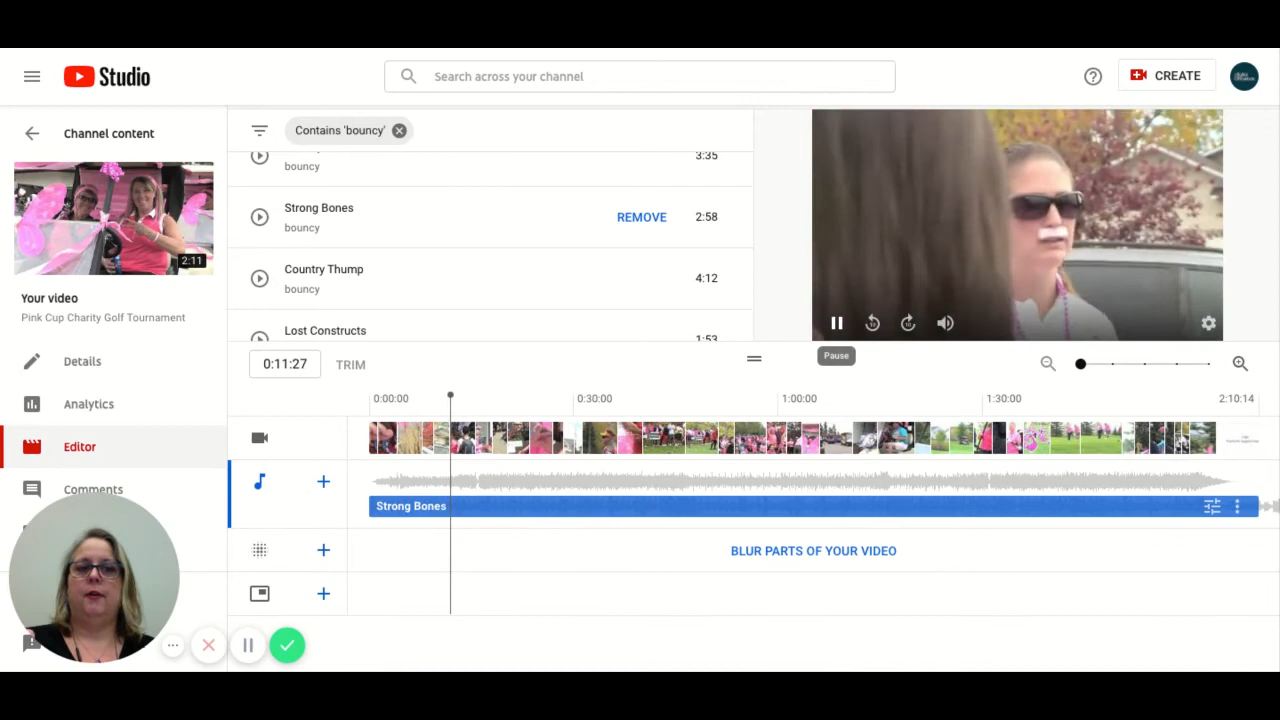 Studio
Search across your channel
CREATE
Channel content
2:11
Your video
Pink Cup Charity Golf Tournament
Details
Analytics
Editor
Comments
Contains 'bouncy'
bouncy
3:35
Strong Bones
bouncy
REMOVE
2:58
Country Thump
bouncy
4:12
Lost Constructs
1:53
Pause
0:11:27
TRIM
0:00:00
0:30:00
1:00:00
1:30:00
2:10:14
Strong Bones
BLUR PARTS OF YOUR VIDEO